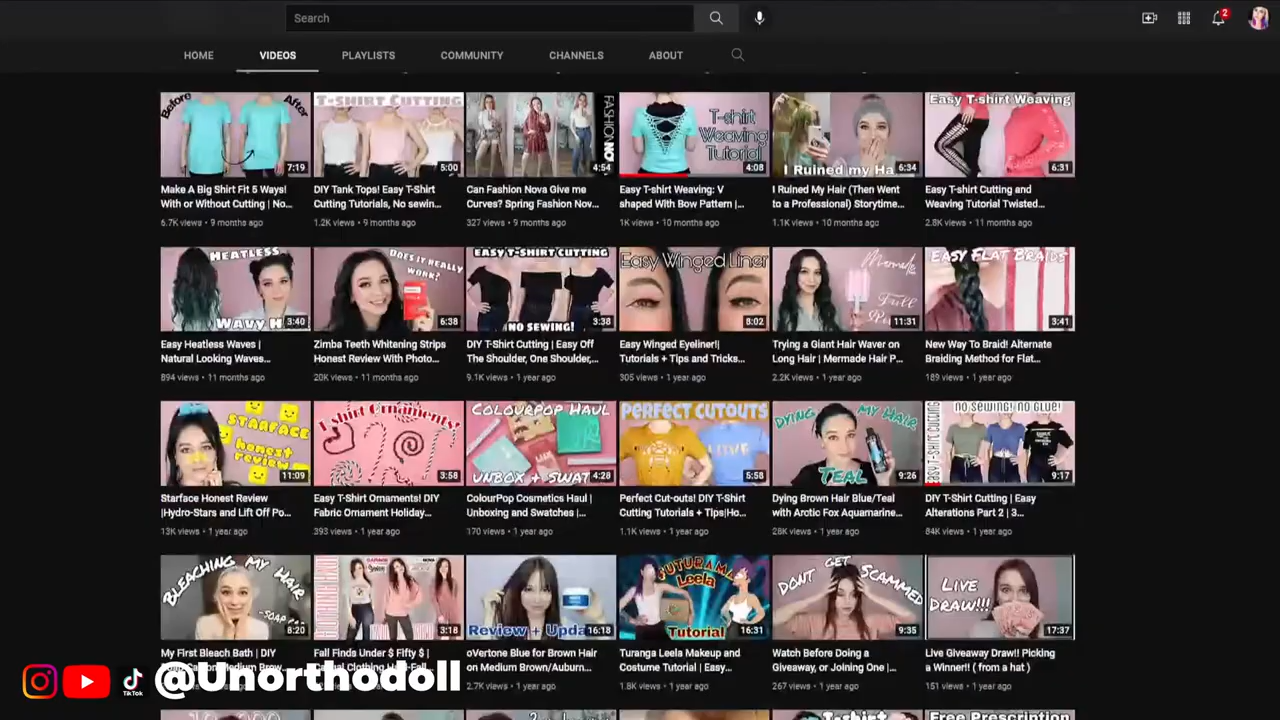 Search
2
HOME VIDEOS PLAYLISTS COMMUNITY CHANNELS ABOUT
Before After
7:19
T-SHIRT CUTTING
5:00
FASHION NO
4:54
T-shirt
Weaving
Tutorial
4:08
I Ruined my Ha
6:34
Easy T-shirt Weaving
6:31
Make A Big Shirt Fit 5 Ways!
With or Without Cutting | No...
6.7K views • 9 months ago
DIY Tank Tops! Easy T-Shirt
Cutting Tutorials, No sewin...
1.2K views • 9 months ago
Can Fashion Nova Give me
Curves? Spring Fashion Nov...
327 views • 9 months ago
Easy T-shirt Weaving: V
shaped With Bow Pattern |...
1K views • 10 months ago
I Ruined My Hair (Then Went
to a Professional) Storytime...
1.1K views • 10 months ago
Easy T-shirt Cutting and
Weaving Tutorial Twisted...
2.8K views • 11 months ago
HEATLESS
WAVY H
3:40
DOES IT REALLY
WORK?
6:38
EASY T-SHIRT CUTTING
NO SEWING!
3:38
Easy Winged Liner
8:02
Mermade
Full
11:31
EASY FLAT BRAIDS
3:41
Easy Heatless Waves |
Natural Looking Waves...
894 views • 11 months ago
Zimba Teeth Whitening Strips
Honest Review With Photo...
20K views • 11 months ago
DIY T-Shirt Cutting | Easy Off
The Shoulder, One Shoulder,...
9.1K views • 1 year ago
Easy Winged Eyeliner!|
Tutorials + Tips and Tricks...
305 views • 1 year ago
Trying a Giant Hair Waver on
Long Hair | Mermade Hair P...
2.2K views • 1 year ago
New Way To Braid! Alternate
Braiding Method for Flat...
189 views • 1 year ago
STARFACE
honest
review
11:09
T-shirt Ornaments!
3:58
COLOURPOP HAUL
UNBOX + SWAT
4:28
PERFECT CUTOUTS
5:58
DYING MY HAIR
TEAL
9:26
NO SEWING! NO GLUE!
EASY T-SHIRT CUTTING
9:17
Starface Honest Review
|Hydro-Stars and Lift Off Po...
13K views • 1 year ago
Easy T-Shirt Ornaments! DIY
Fabric Ornament Holiday...
393 views • 1 year ago
ColourPop Cosmetics Haul |
Unboxing and Swatches |...
170 views • 1 year ago
Perfect Cut-outs! DIY T-Shirt
Cutting Tutorials + Tips|Ho...
1.1K views • 1 year ago
Dying Brown Hair Blue/Teal
with Arctic Fox Aquamarine...
28K views • 1 year ago
DIY T-Shirt Cutting | Easy
Alterations Part 2 | 3...
84K views • 1 year ago
BLEACHING MY HAIR
-SOAP
8:20
3:18
Review + Upda
16:18
FUTURAMA
Leela
Tutorial
16:31
DONT GET SCAMMED
9:35
LIVE
DRAW!!!
17:37
My First Bleach Bath | DIY
Fall Finds Under $ Fifty $ |
oVertone Blue for Brown Hair
on Medium Brown/Auburn...
2.7K views • 1 year ago
Turanga Leela Makeup and
Costume Tutorial | Easy...
1.8K views • 1 year ago
Watch Before Doing a
Giveaway, or Joining One |...
267 views • 1 year ago
Live Giveaway Draw!! Picking
a Winner!! ( from a hat )
151 views • 1 year ago
TikTok
@Unorthodoll
T-shirt
Free Prescription